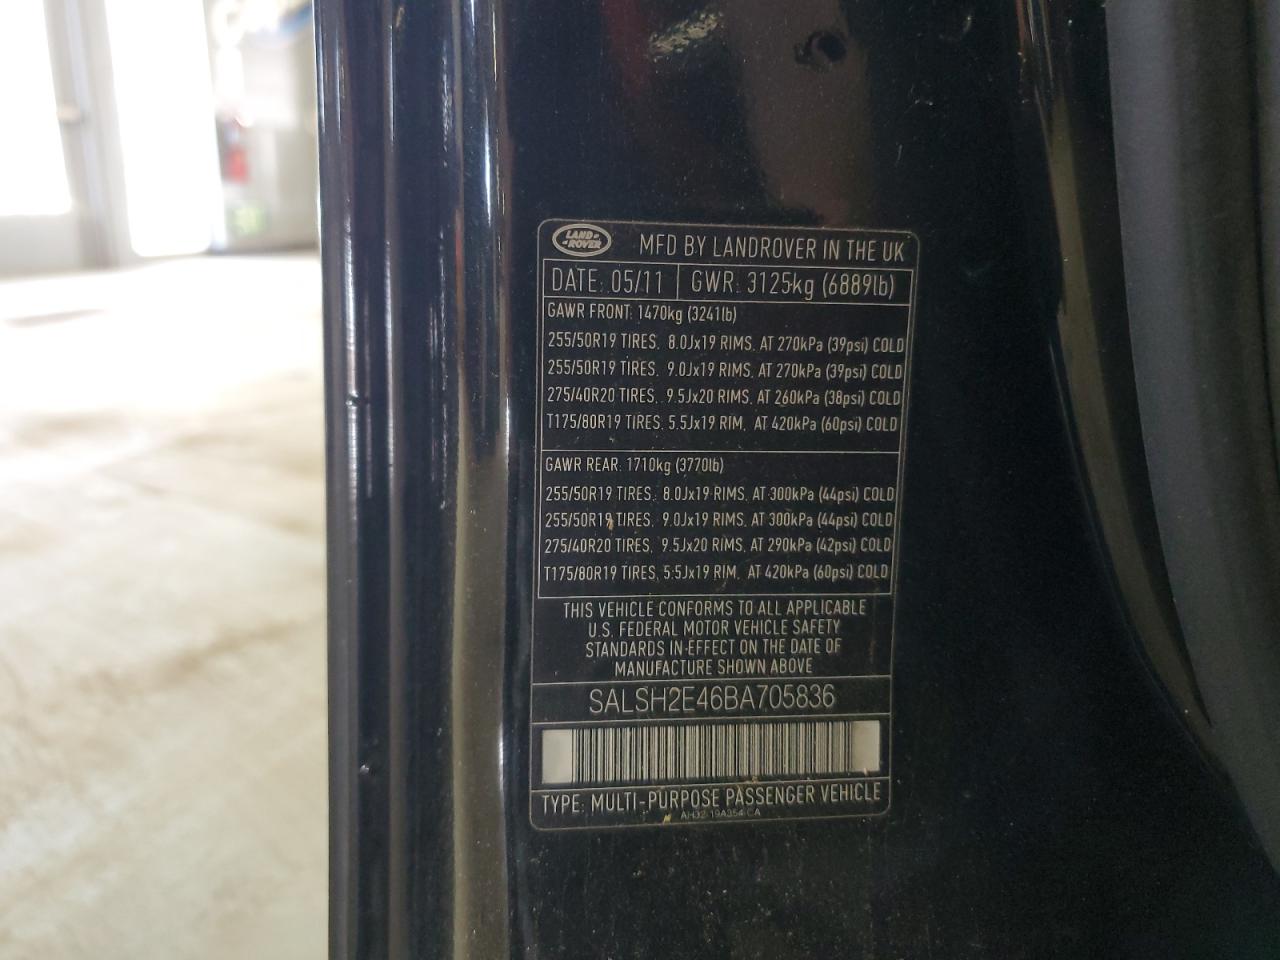 LAND-
-ROVER
MFD BY LANDROVER IN THE UK
DATE: 05/11 GWR: 3125kg (6889lb)
GAWR FRONT: 1470kg (3241lb)
255/50R19 TIRES, 8.0Jx19 RIMS, AT 270kPa (39psi) COLD
255/50R19 TIRES, 9.0Jx19 RIMS, AT 270kPa (39psi) COLD
275/40R20 TIRES, 9.5Jx20 RIMS, AT 260kPa (38psi) COLD
T175/80R19 TIRES, 5.5Jx19 RIM, AT 420kPa (60psi) COLD
GAWR REAR: 1710kg (3770lb)
255/50R19 TIRES, 8.0Jx19 RIMS, AT 300kPa (44psi) COLD
255/50R19 TIRES, 9.0Jx19 RIMS, AT 300kPa (44psi) COLD
275/40R20 TIRES, 9.5Jx20 RIMS, AT 290kPa (42psi) COLD
T175/80R19 TIRES, 5.5Jx19 RIM, AT 420kPa (60psi) COLD
THIS VEHICLE CONFORMS TO ALL APPLICABLE
U.S. FEDERAL MOTOR VEHICLE SAFETY
STANDARDS IN EFFECT ON THE DATE OF
MANUFACTURE SHOWN ABOVE
SALSH2E46BA705836
TYPE: MULTI-PURPOSE PASSENGER VEHICLE
AH32-19A354-CA